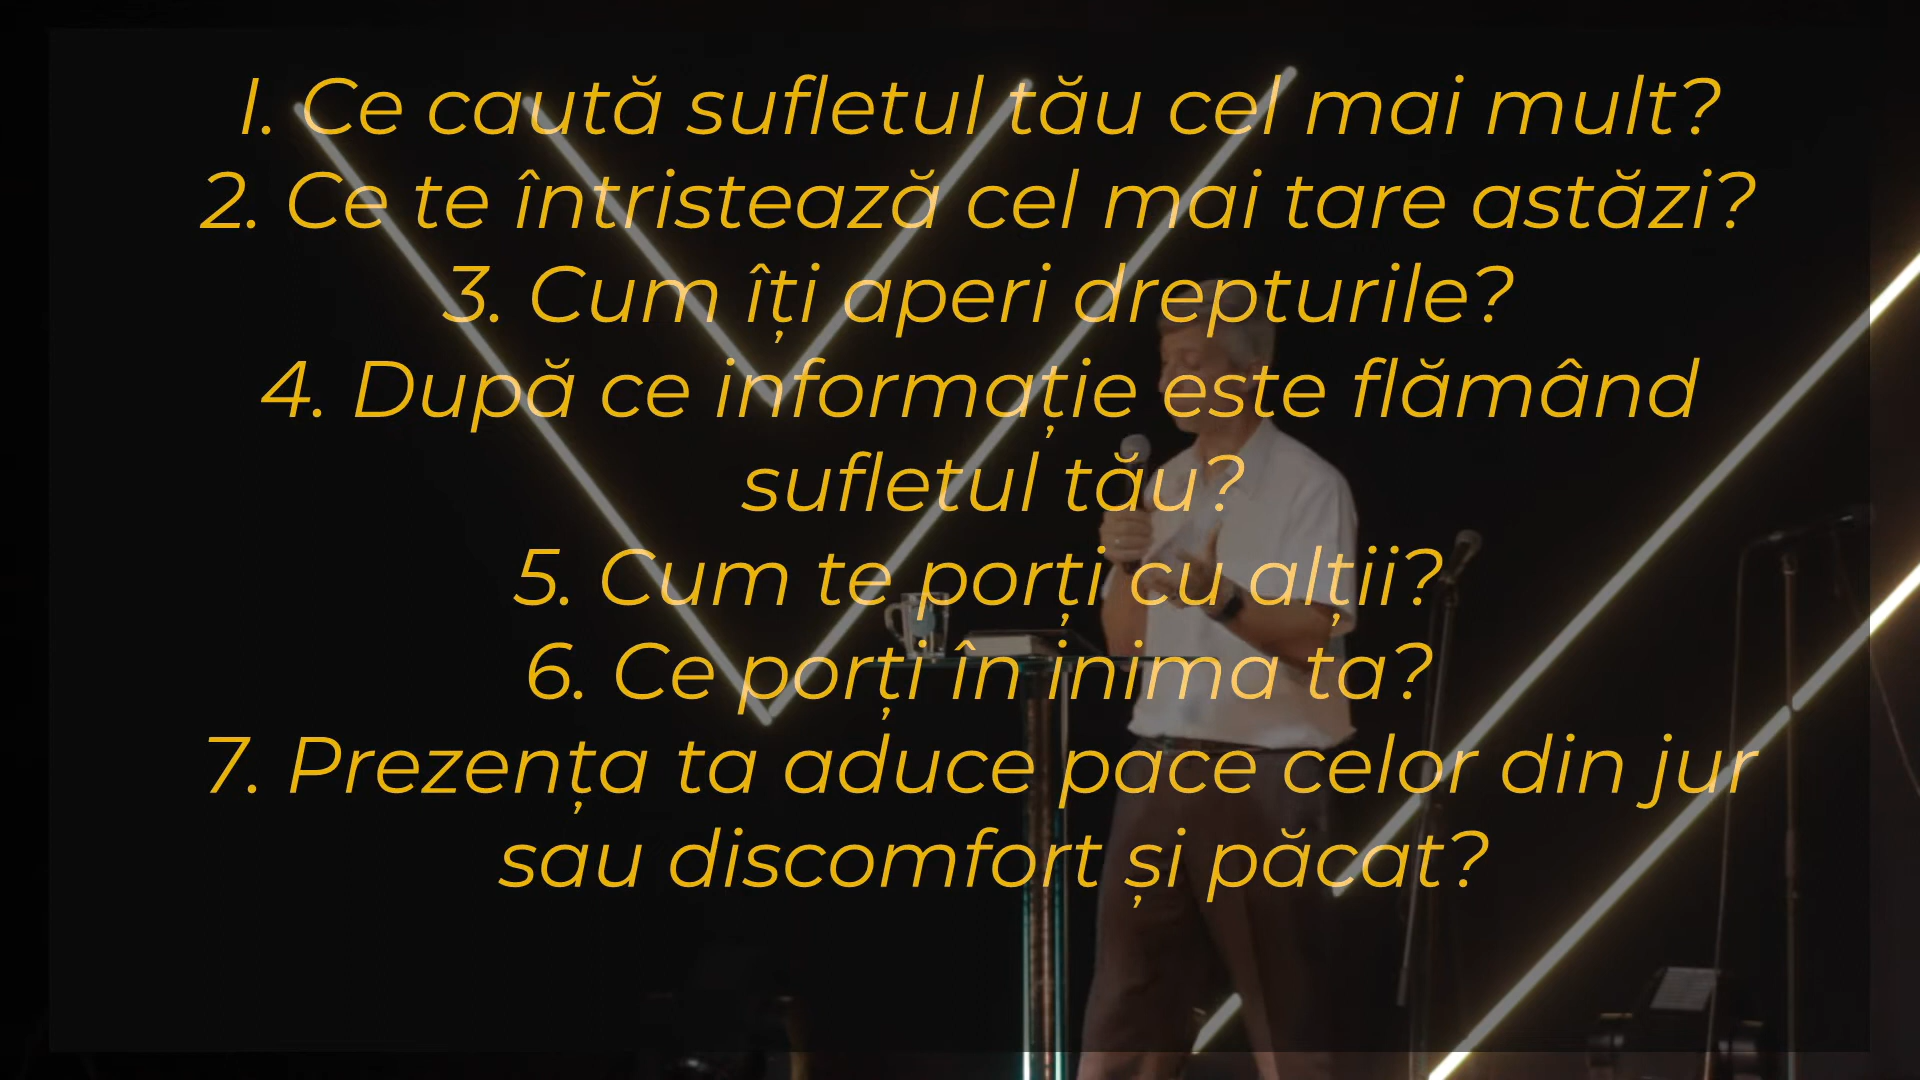 1. Ce caută sufletul tău cel mai mult?
2. Ce te întristează cel mai tare astăzi?
3. Cum îți aperi drepturile?
4. După ce informație este flămând
sufletul tău?
5. Cum te porți cu alții?
6. Ce porți în inima ta?
7. Prezența ta aduce pace celor din jur
sau discomfort și păcat?